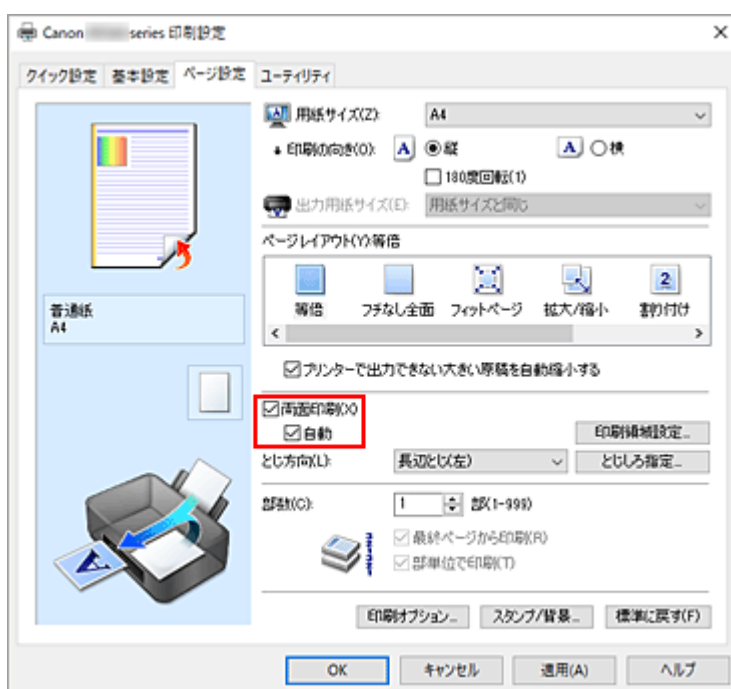 Canon series 印刷設定
クイック設定 基本設定 ページ設定 ユーティリティ
用紙サイズ(Z): A4
印刷の向き(O): A 縦 A 横
180度回転(1)
出力用紙サイズ(E): 用紙サイズと同じ
ページレイアウト(Y):等倍
等倍 フチなし全面 フィットページ 拡大/縮小 2 割り付け
普通紙
A4
プリンターで出力できない大きい原稿を自動縮小する
両面印刷(X)
自動
印刷領域設定...
とじ方向(L): 長辺とじ(左) とじしろ指定...
部数(C): 1 部(1-999)
最終ページから印刷(R)
部単位で印刷(T)
A
印刷オプション... スタンプ/背景... 標準に戻す(F)
OK キャンセル 適用(A) ヘルプ